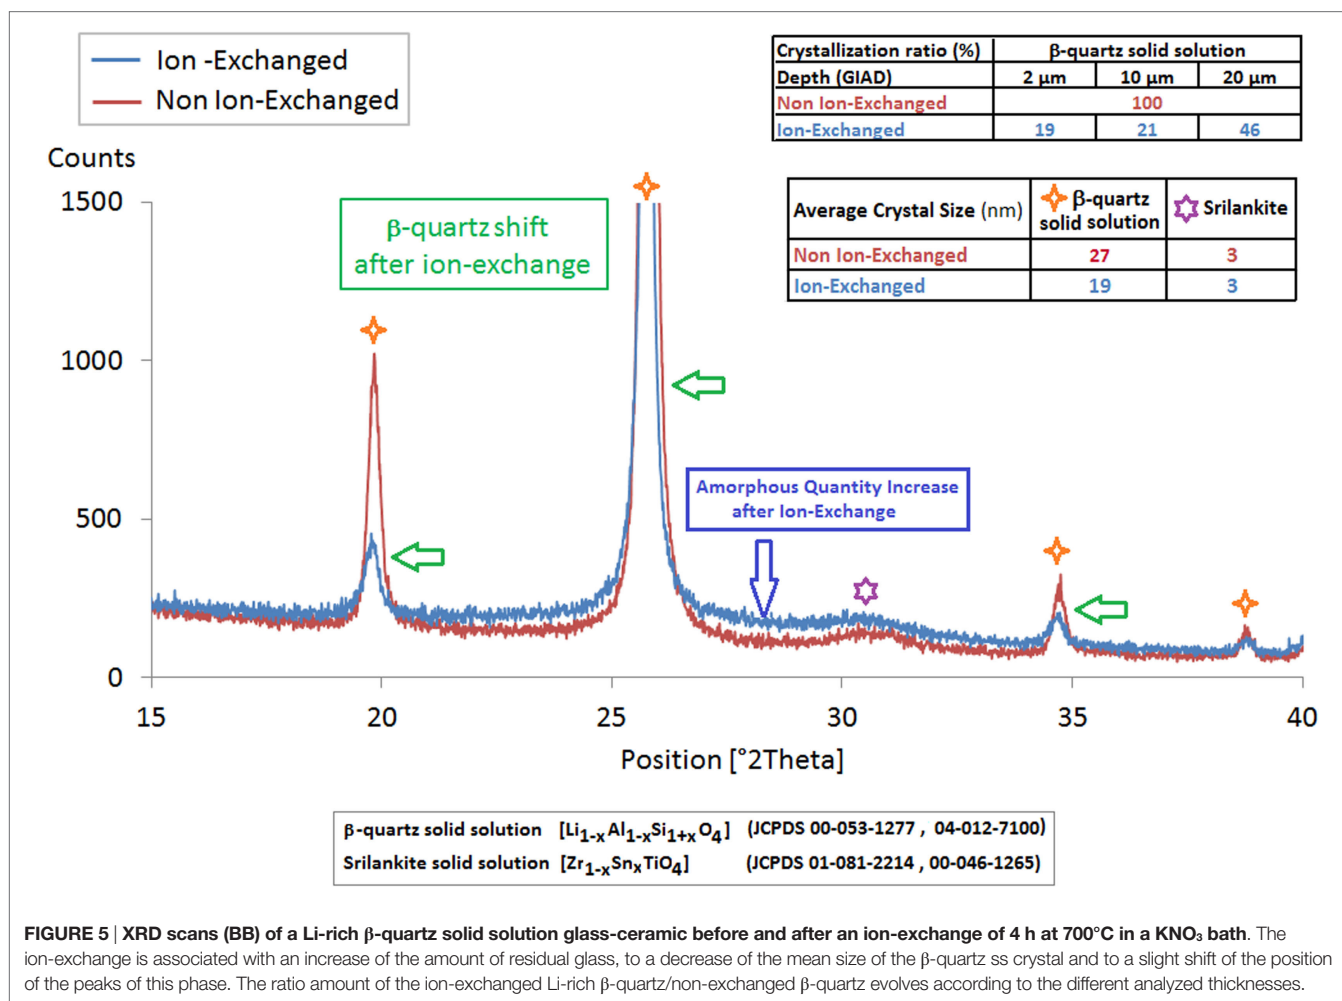 Ion -Exchanged
Non Ion-Exchanged
Crystallization ratio (%) β-quartz solid solution
Depth (GIAD) 2 μm 10 μm 20 μm
Non Ion-Exchanged 100
Ion-Exchanged 19 21 46
Average Crystal Size (nm) β-quartz solid solution Srilankite
Non Ion-Exchanged 27 3
Ion-Exchanged 19 3
Counts
1500
1000
500
0
β-quartz shift
after ion-exchange
Amorphous Quantity Increase
after Ion-Exchange
15 20 25 30 35 40
Position [°2Theta]
β-quartz solid solution [Li1-xAl1-xSi1+xO4] (JCPDS 00-053-1277 , 04-012-7100)
Srilankite solid solution [Zr1-xSnxTiO4] (JCPDS 01-081-2214 , 00-046-1265)
FIGURE 5 | XRD scans (BB) of a Li-rich β-quartz solid solution glass-ceramic before and after an ion-exchange of 4 h at 700°C in a KNO3 bath. The
ion-exchange is associated with an increase of the amount of residual glass, to a decrease of the mean size of the β-quartz ss crystal and to a slight shift of the position
of the peaks of this phase. The ratio amount of the ion-exchanged Li-rich β-quartz/non-exchanged β-quartz evolves according to the different analyzed thicknesses.